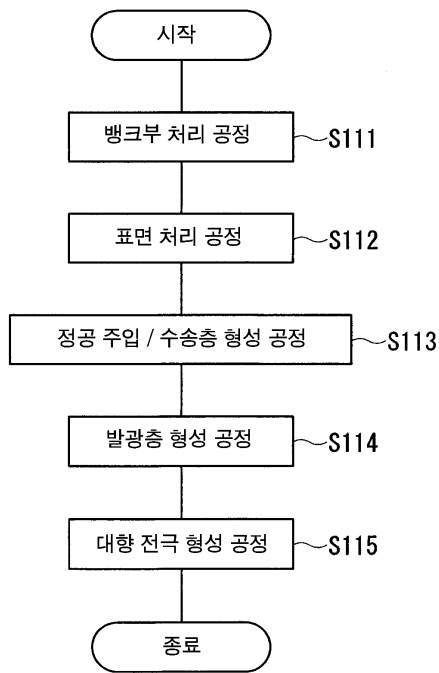 시작
뱅크부 처리 공정 S111
표면 처리 공정 S112
정공 주입 / 수송층 형성 공정 S113
발광층 형성 공정 S114
대향 전극 형성 공정 S115
종료